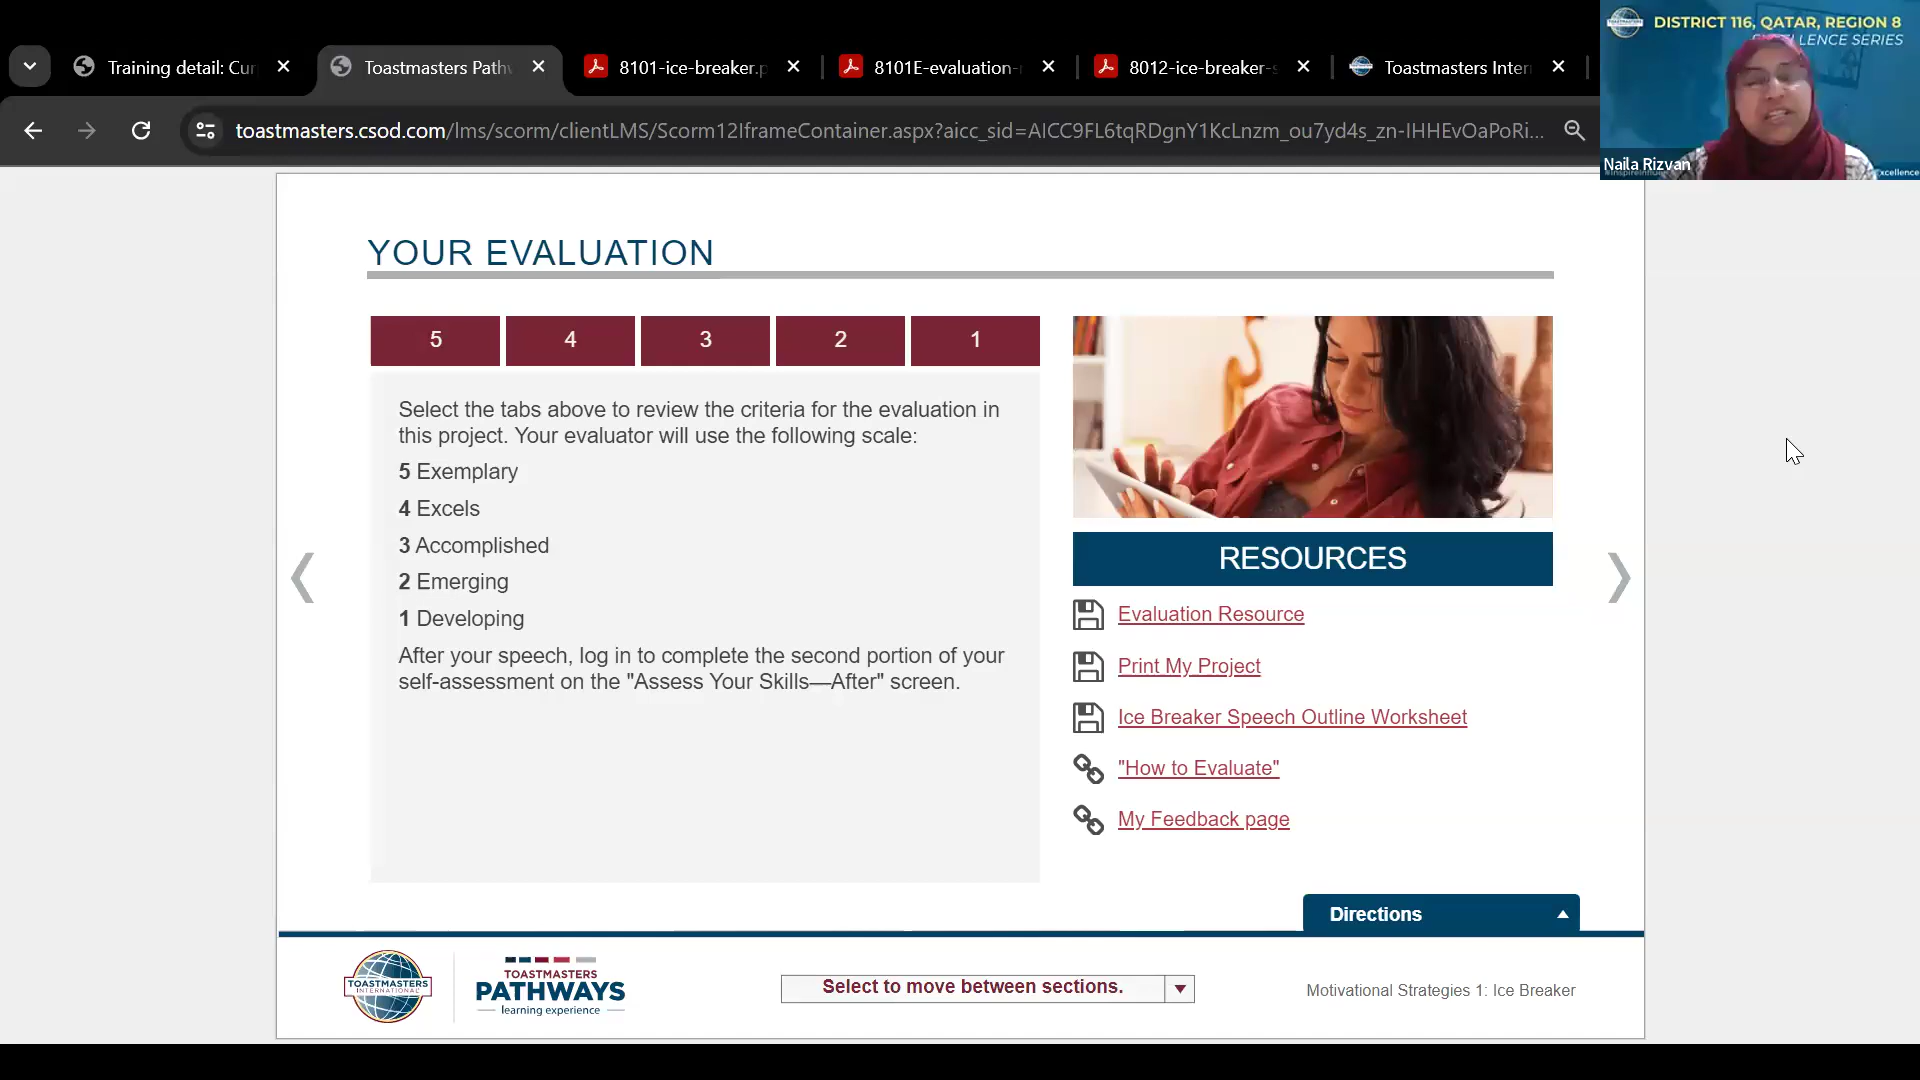 Training detail: Cur
Toastmasters Path
8101-ice-breaker.p
8101E-evaluation-
8012-ice-breaker-s
Toastmasters Inter
toastmasters.csod.com/lms/scorm/clientLMS/Scorm12IframeContainer.aspx?aicc_sid=AICC9FL6tqRDgnY1KcLnzm_ou7yd4s_zn-IHHEvOaPoRi...
DISTRICT 116, QATAR, REGION 8
LENCE SERIES
Naila Rizvan
xcellence
YOUR EVALUATION
5
4
3
2
1
Select the tabs above to review the criteria for the evaluation in
this project. Your evaluator will use the following scale:
5 Exemplary
4 Excels
3 Accomplished
2 Emerging
1 Developing
After your speech, log in to complete the second portion of your
self-assessment on the "Assess Your Skills—After" screen.
RESOURCES
Evaluation Resource
Print My Project
Ice Breaker Speech Outline Worksheet
"How to Evaluate"
My Feedback page
Directions
TOASTMASTERS
INTERNATIONAL
TOASTMASTERS
PATHWAYS
learning experience
Select to move between sections.
Motivational Strategies 1: Ice Breaker